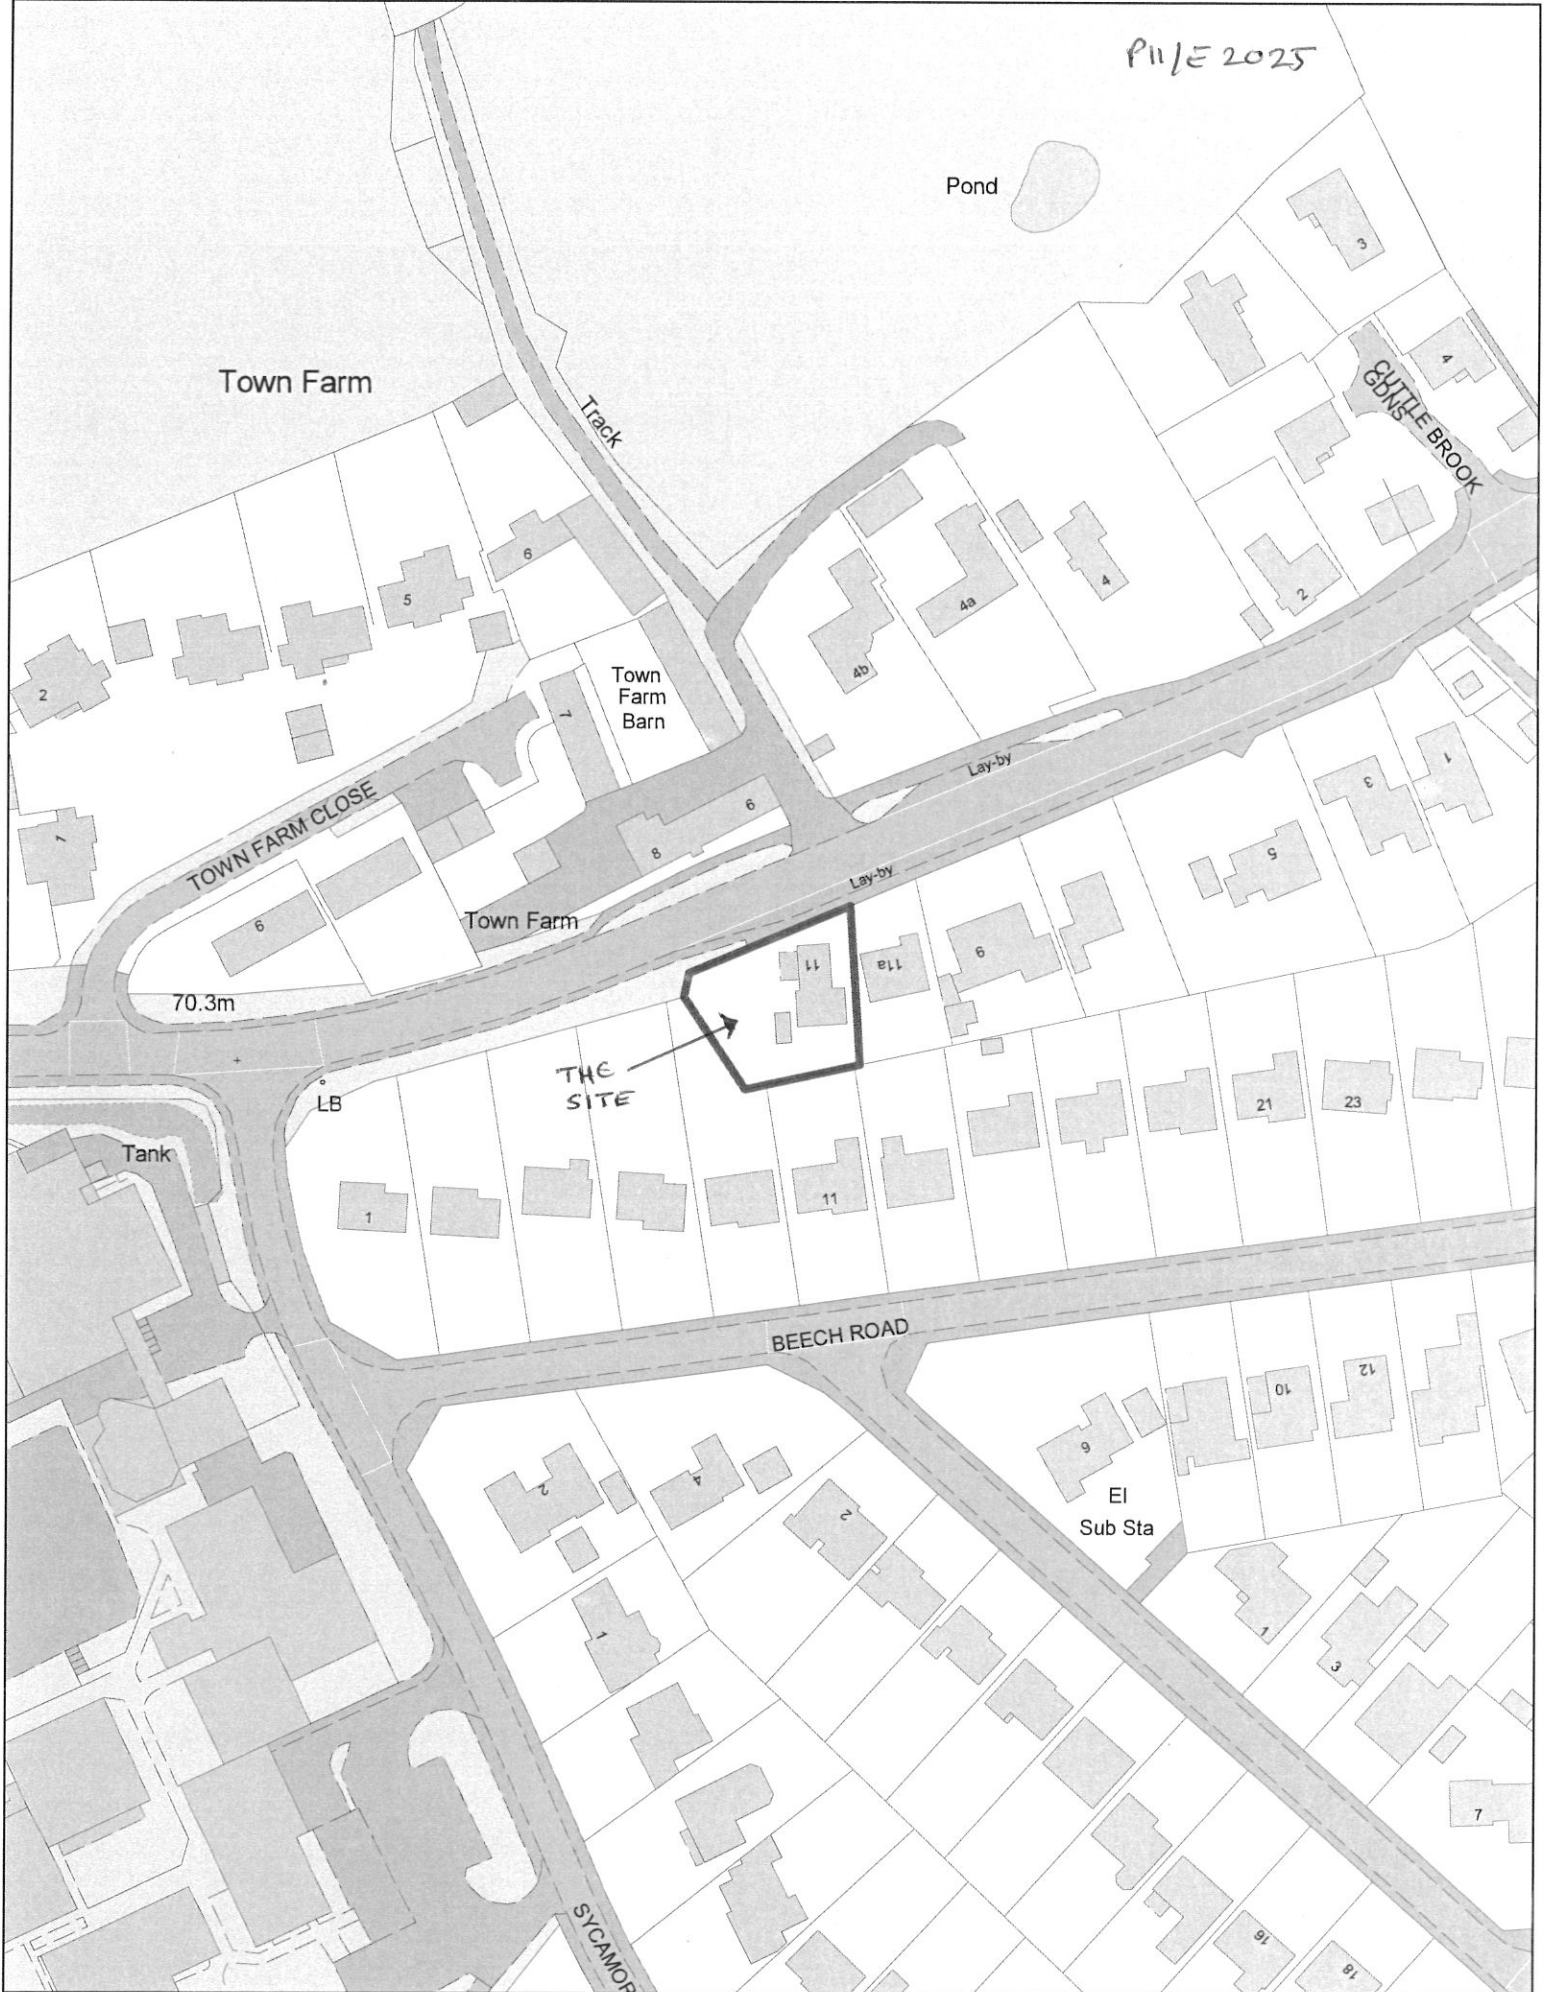 P11/E2025
Pond
3
4
CUTTLE BROOK
GDNS
Town Farm
Track
6
5
4a
4
2
4b
2
Town
Farm
Barn
7
Lay-by
1
3
5
TOWN FARM CLOSE
1
9
8
Lay-by
6
Town Farm
11
11a
9
70.3m
THE
SITE
LB
21
23
Tank
1
11
BEECH ROAD
10
12
6
El
Sub Sta
2
4
2
1
1
3
7
SYCAMOR
16
18